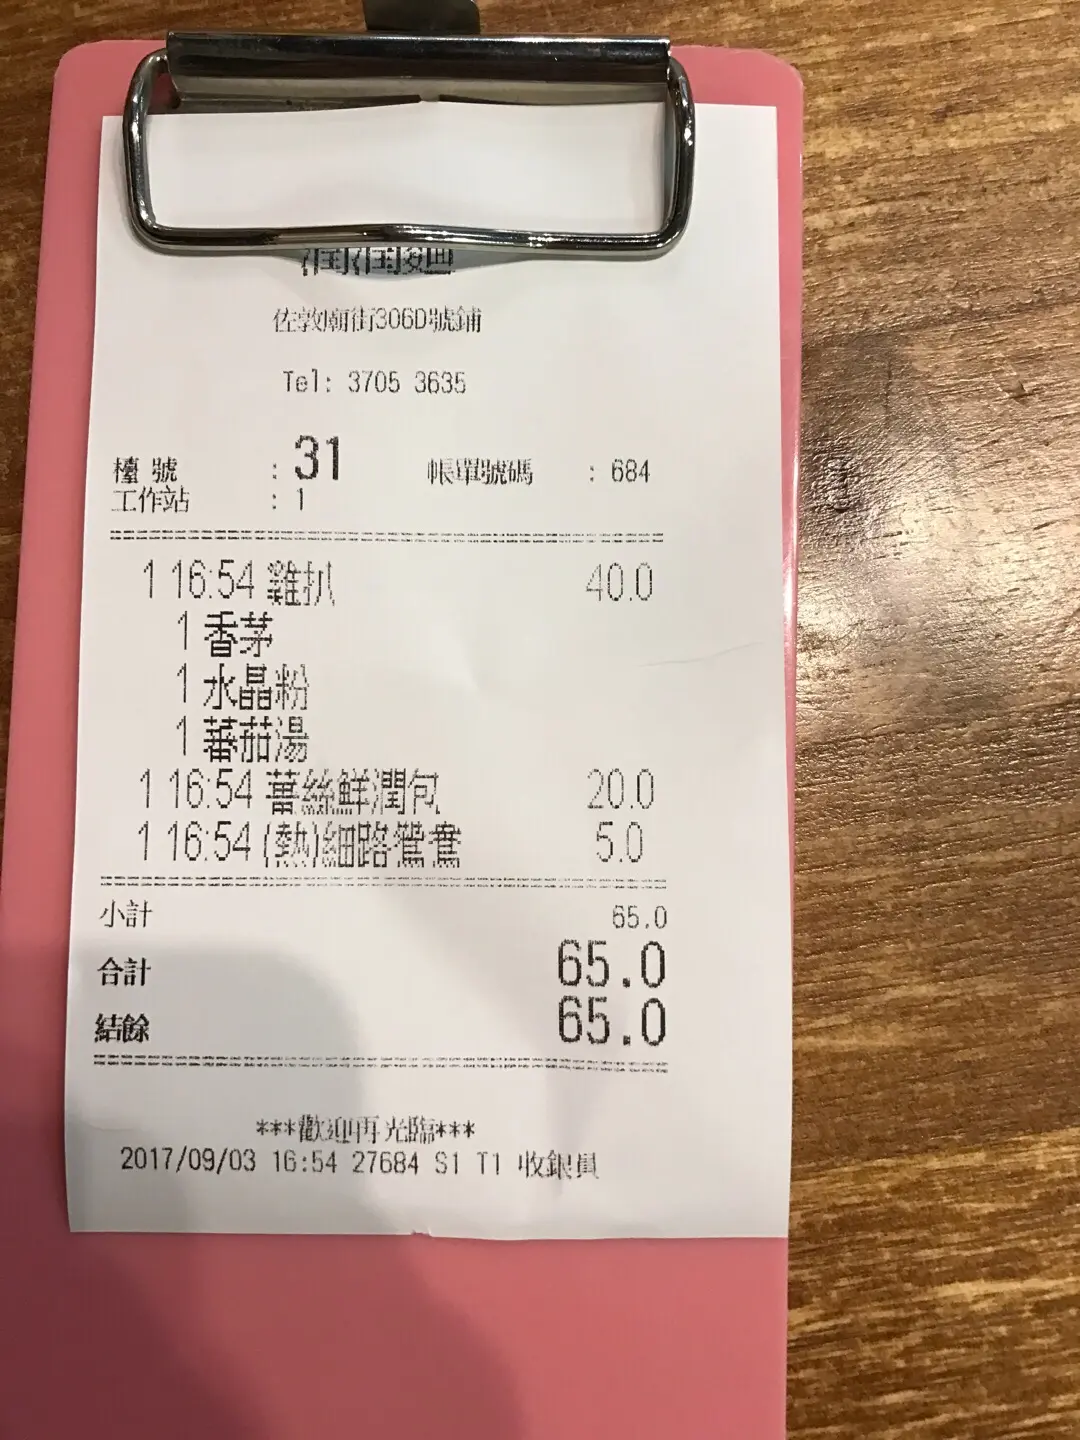 佐敦廟街306D號鋪
Tel: 3705 3635
檯 號 : 31 帳單號碼 : 684
工作站 : 1
1 16:54 雞扒 40.0
1 香茅
1 水晶粉
1 蕃茄湯
1 16:54 薑絲鮮潤包 20.0
1 16:54 (熱)細路鴛鴦 5.0
小計 65.0
合計 65.0
結餘 65.0
***歡迎再光臨***
2017/09/03 16:54 27684 S1 T1 收銀員